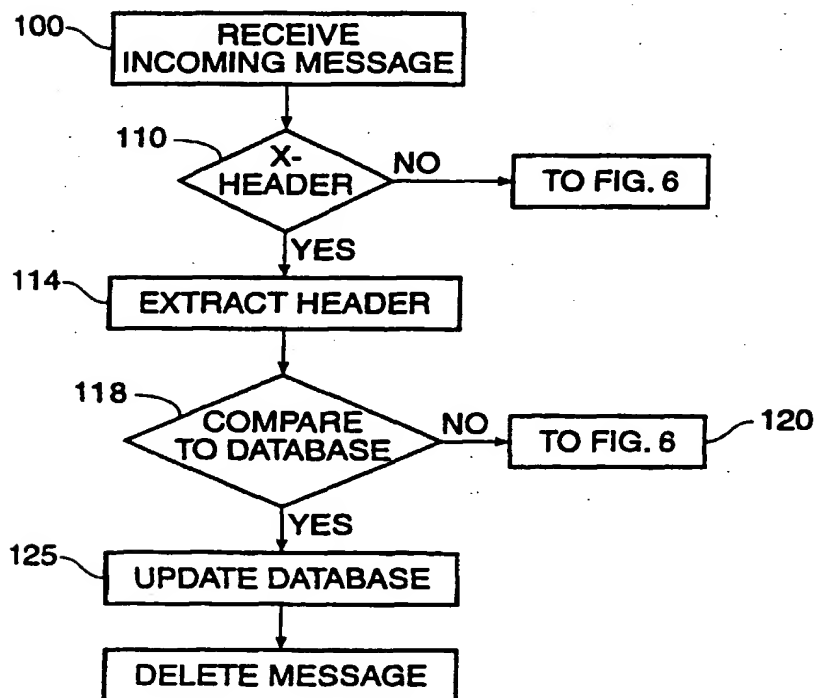 100
RECEIVE
INCOMING MESSAGE
110
X-
HEADER
NO
TO FIG. 6
YES
114
EXTRACT HEADER
118
COMPARE
TO DATABASE
NO
TO FIG. 6
120
YES
125
UPDATE DATABASE
DELETE MESSAGE